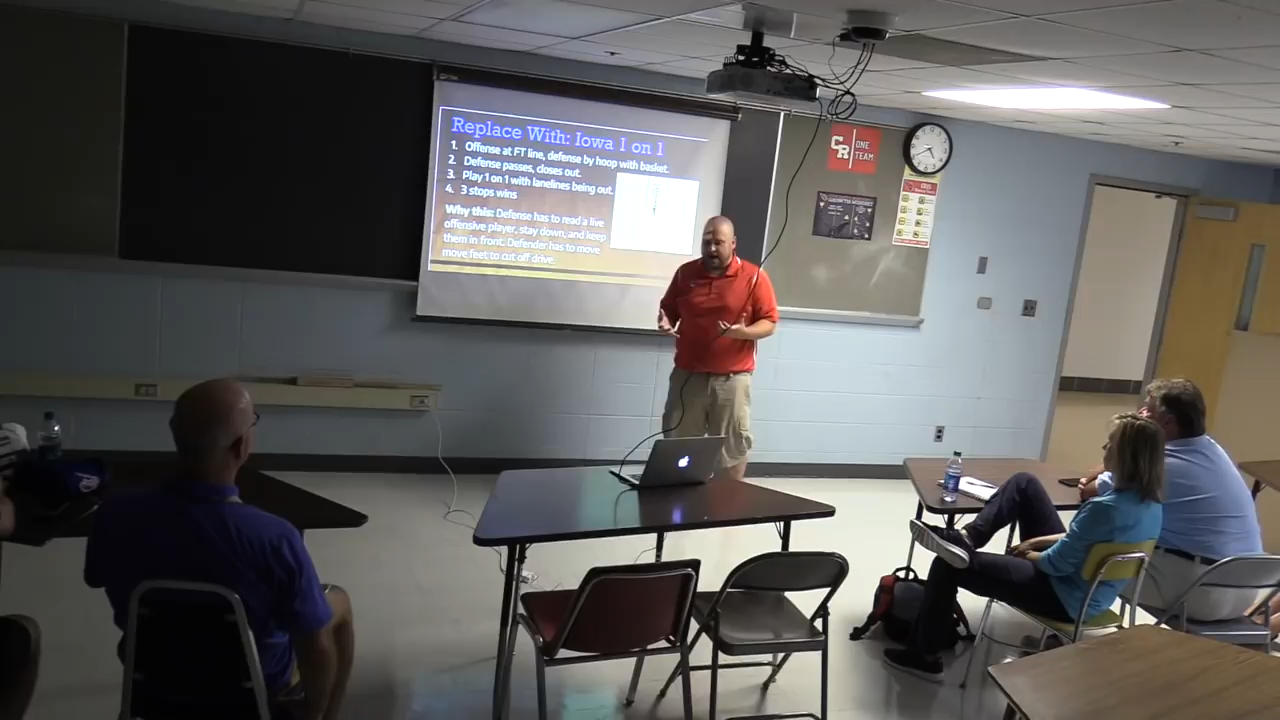 Replace With: Iowa 1 on 1
1. Offense at FT line, defense by hoop with basket.
2. Defense passes, closes out.
3. Play 1 on 1 with lanelines being out.
4. 3 stops wins
Why this: Defense has to read a live
offensive player, stay down, and keep
them in front. Defender has to move
move feet to cut off drive.
CR
ONE
TEAM